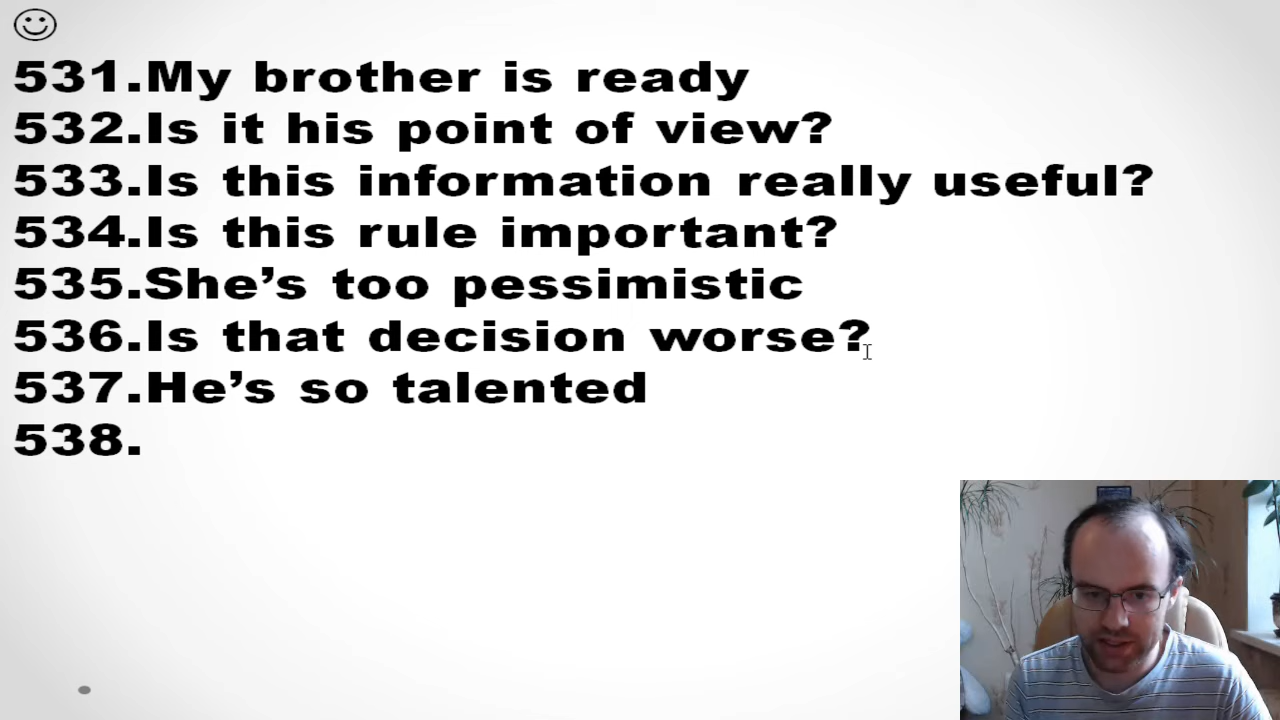 531.My brother is ready
532.Is it his point of view?
533.Is this information really useful?
534.Is this rule important?
535.She’s too pessimistic
536.Is that decision worse?
537.He’s so talented
538.